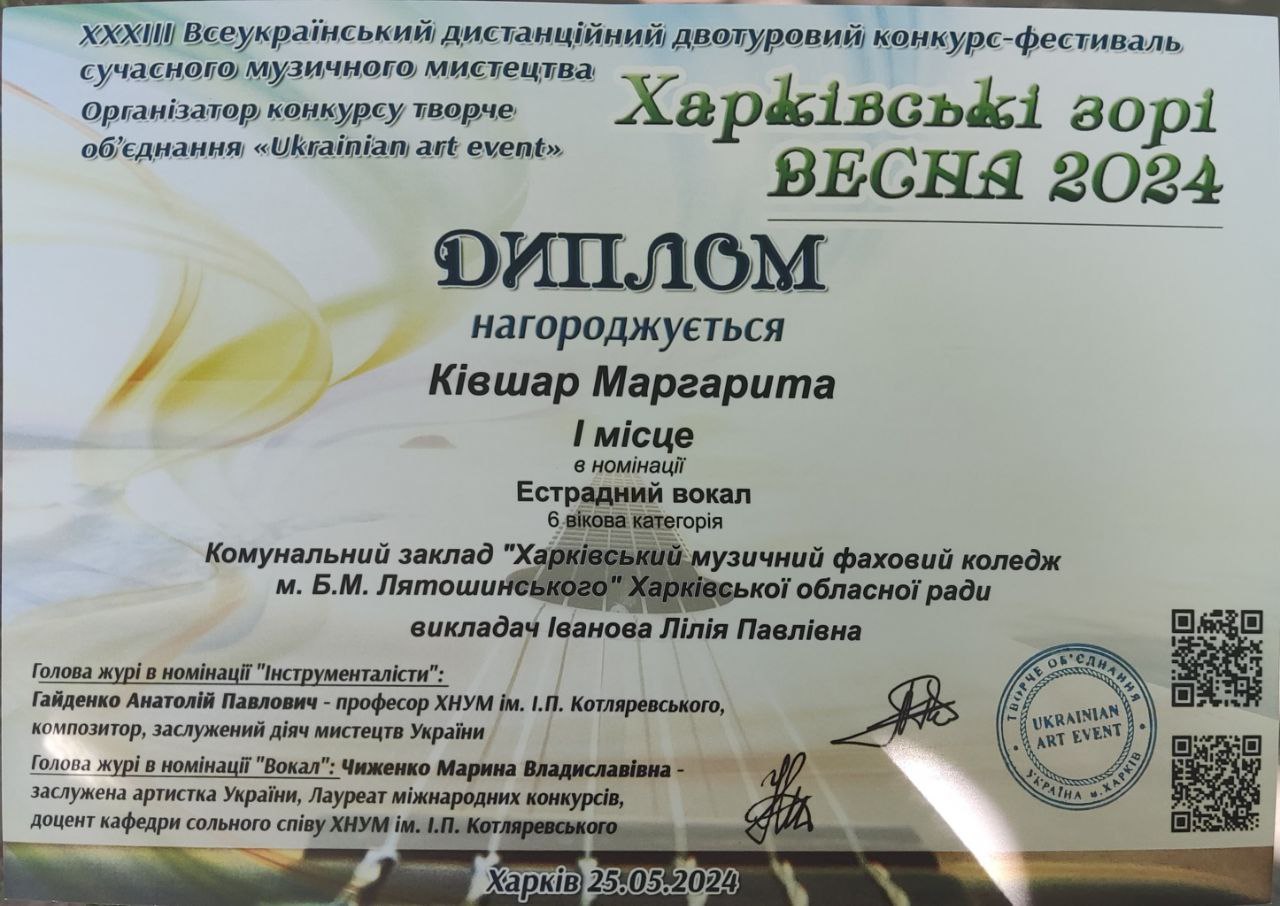 XXXIII Всеукраїнський дистанційний двотуровий конкурс-фестиваль
сучасного музичного мистецтва
Організатор конкурсу творче
об'єднання «Ukrainian art event»
Харківські зорі
ВЕСНА 2024
ДИПЛОМ
нагороджується
Ківшар Маргарита
I місце
в номінації
Естрадний вокал
6 вікова категорія
Комунальний заклад "Харківський музичний фаховий коледж
м. Б.М. Лятошинського" Харківської обласної ради
викладач Іванова Лілія Павлівна
Голова журі в номінації "Інструменталісти":
Гайденко Анатолій Павлович - професор ХНУМ ім. І.П. Котляревського,
композитор, заслужений діяч мистецтв України
Голова журі в номінації "Вокал": Чиженко Марина Владиславівна -
заслужена артистка України, Лауреат міжнародних конкурсів,
доцент кафедри сольного співу ХНУМ ім. І.П. Котляревського
ТВОРЧЕ ОБ'ЄДНАННЯ
UKRAINIAN
ART EVENT
УКРАЇНА м.ХАРКІВ
Харків 25.05.2024